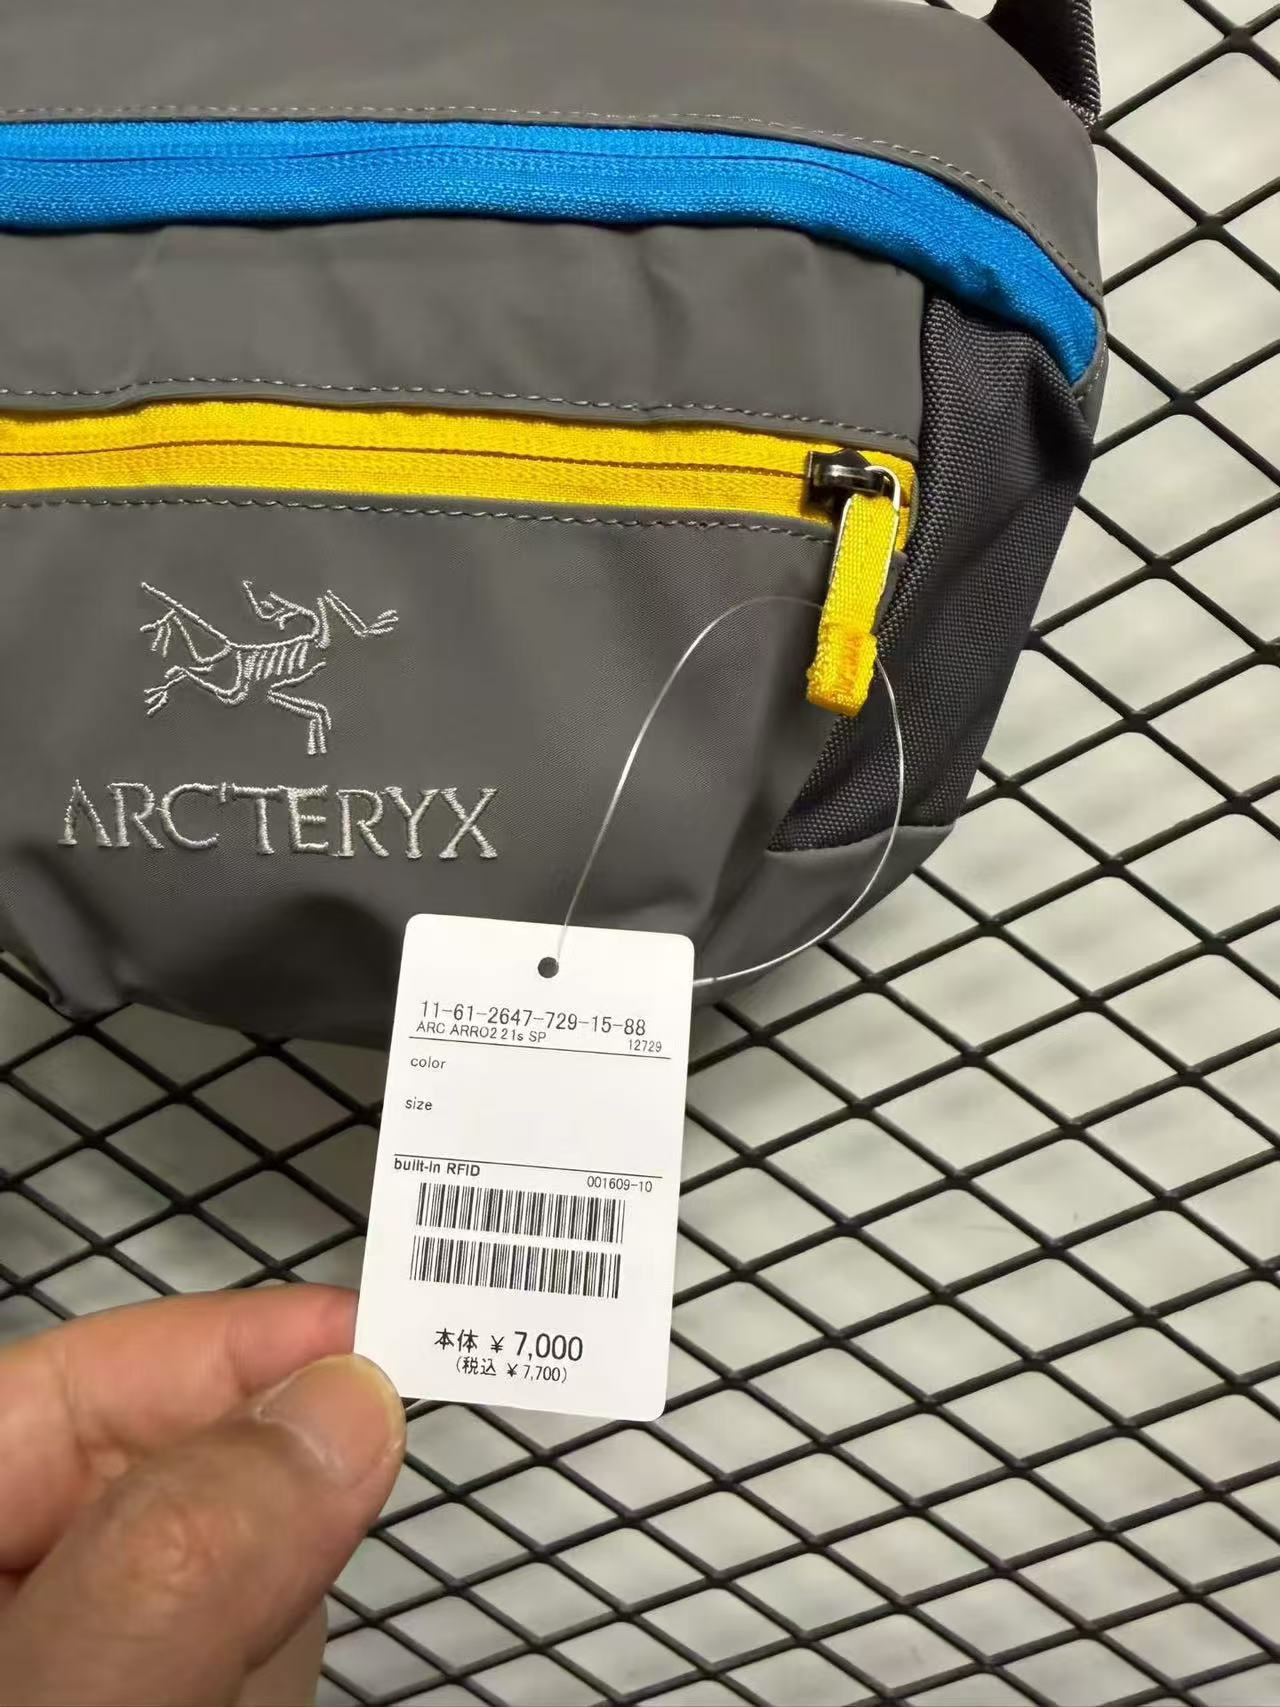 ARC'TERYX
11-61-2647-729-15-88
ARC ARRO2 21s SP 12729
color
size
built-in RFID
001609-10
本体 ¥ 7,000
(税込 ¥ 7,700)